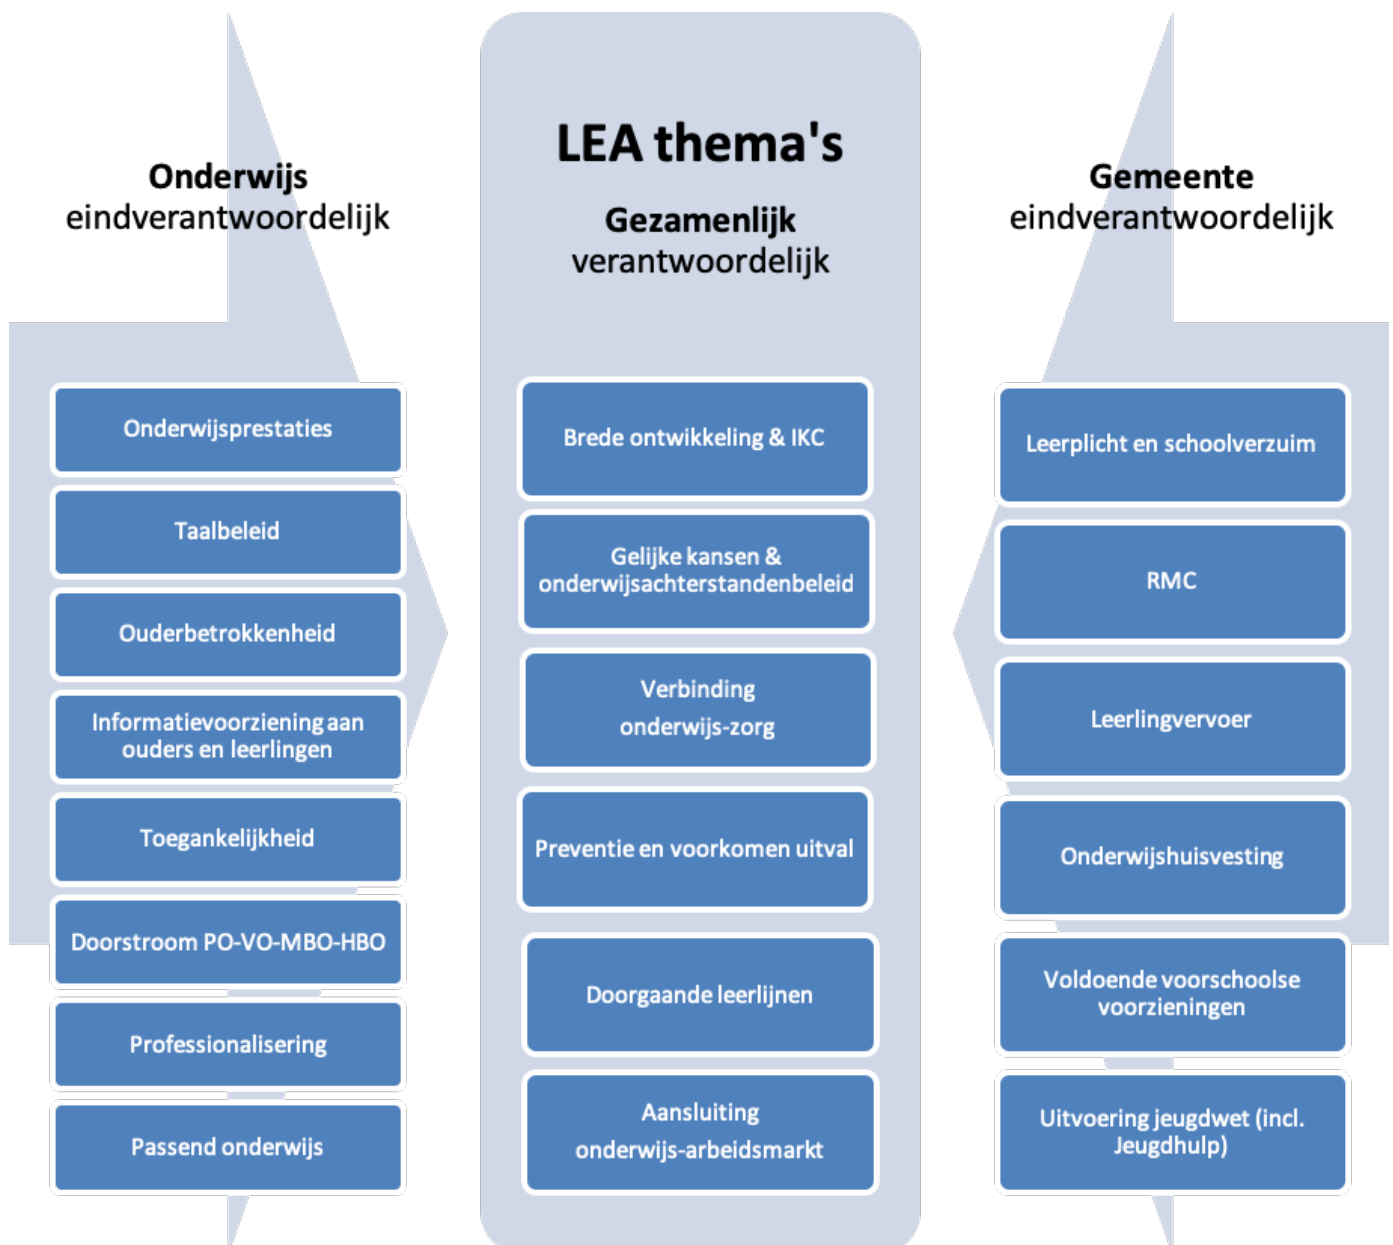 Onderwijs
eindverantwoordelijk
Onderwijsprestaties
Taalbeleid
Ouderbetrokkenheid
Informatievoorziening aan
ouders en leerlingen
Toegankelijkheid
Doorstroom PO-VO-MBO-HBO
Professionalisering
Passend onderwijs
LEA thema's
Gezamenlijk
verantwoordelijk
Brede ontwikkeling & IKC
Gelijke kansen &
onderwijsachterstandenbeleid
Verbinding
onderwijs-zorg
Preventie en voorkomen uitval
Doorgaande leerlijnen
Aansluiting
onderwijs-arbeidsmarkt
Gemeente
eindverantwoordelijk
Leerplicht en schoolverzuim
RMC
Leerlingvervoer
Onderwijshuisvesting
Voldoende voorschoolse
voorzieningen
Uitvoering jeugdwet (incl.
Jeugdhulp)